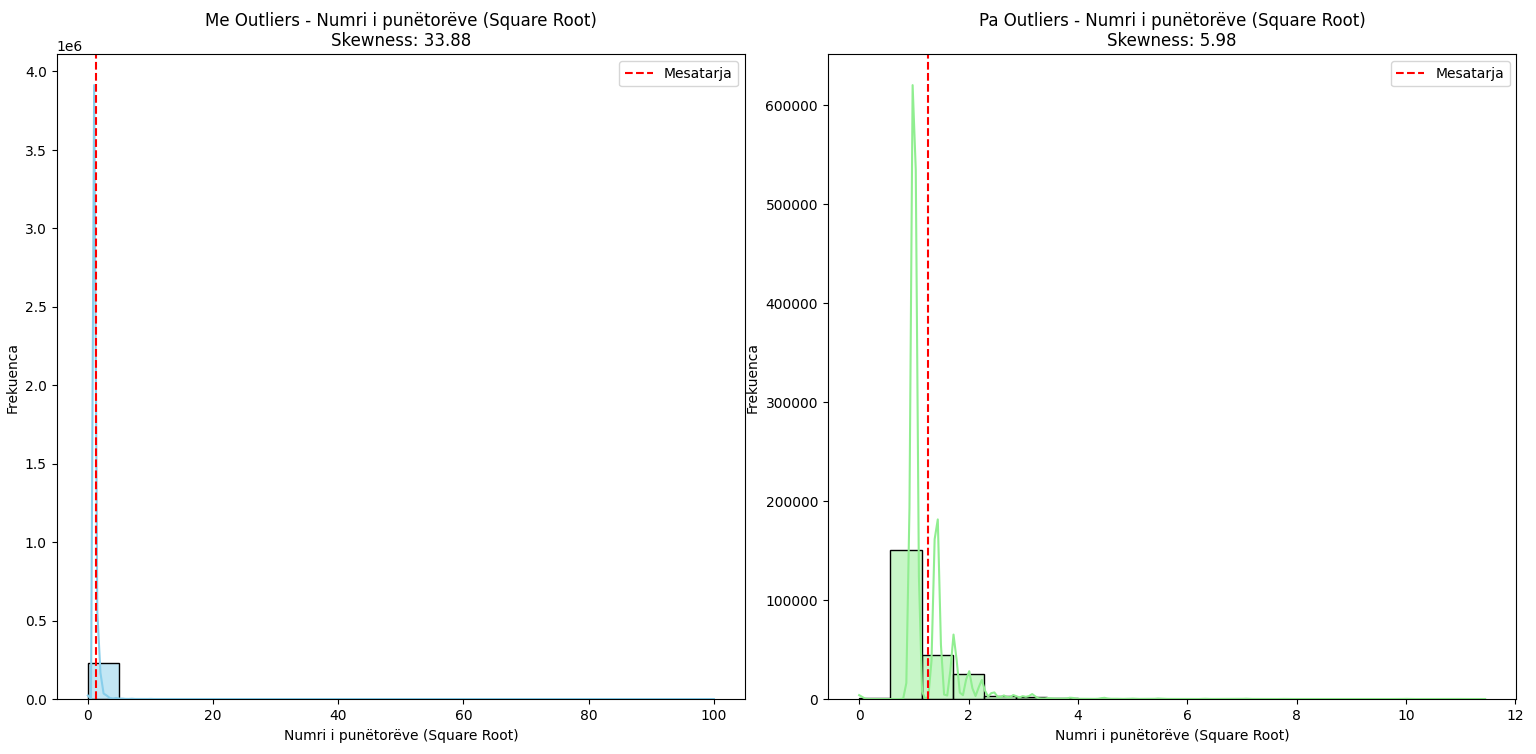 Me Outliers - Numri i punëtorëve (Square Root)
Skewness: 33.88
1e6
Mesatarja
4.0
3.5
3.0
2.5
2.0
1.5
1.0
0.5
0.0
Frekuenca
0 20 40 60 80 100
Numri i punëtorëve (Square Root)
Pa Outliers - Numri i punëtorëve (Square Root)
Skewness: 5.98
Mesatarja
600000
500000
400000
300000
200000
100000
0
Frekuenca
0 2 4 6 8 10 12
Numri i punëtorëve (Square Root)